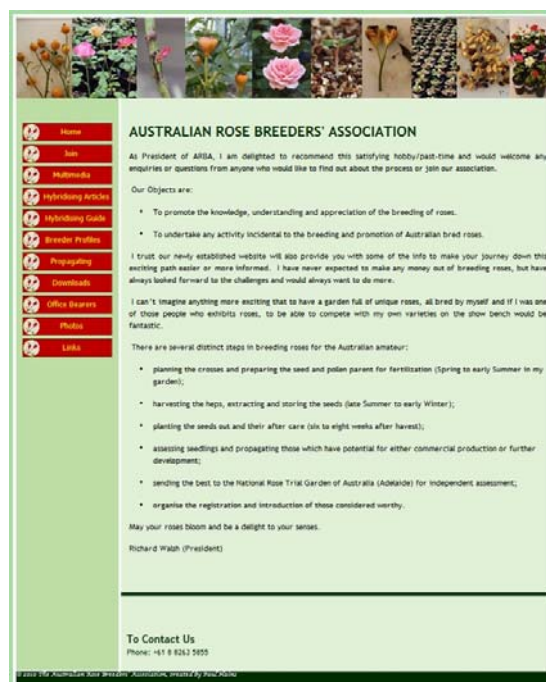 Home
Join
Multimedia
Hybridising Articles
Hybridising Guide
Breeder Profiles
Propagating
Downloads
Office Bearers
Photos
Links
AUSTRALIAN ROSE BREEDERS' ASSOCIATION
As President of ARBA, I am delighted to recommend this satisfying hobby/past-time and would welcome any
enquiries or questions from anyone who would like to find out about the process or join our association.
Our Objects are:
• To promote the knowledge, understanding and appreciation of the breeding of roses.
• To undertake any activity incidental to the breeding and promotion of Australian bred roses.
I trust our newly established website will also provide you with some of the info to make your journey down this
exciting path easier or more informed. I have never expected to make any money out of breeding roses, but have
always looked forward to the challenges and would always want to do more.
I can't imagine anything more exciting that to have a garden full of unique roses, all bred by myself and if I was one
of those people who exhibits roses, to be able to compete with my own varieties on the show bench would be
fantastic.
There are several distinct steps in breeding roses for the Australian amateur:
• planning the crosses and preparing the seed and pollen parent for fertilization (Spring to early Summer in my
garden);
• harvesting the heps, extracting and storing the seeds (late Summer to early Winter);
• planting the seeds out and their after care (six to eight weeks after havest);
• assessing seedlings and propagating those which have potential for either commercial production or further
development;
• sending the best to the National Rose Trial Garden of Australia (Adelaide) for independent assessment;
• organise the registration and introduction of those considered worthy.
May your roses bloom and be a delight to your senses.
Richard Walsh (President)
To Contact Us
Phone: +61 8 8263 5855
© 2010 The Australian Rose Breeders' Association, created by Paul Hains